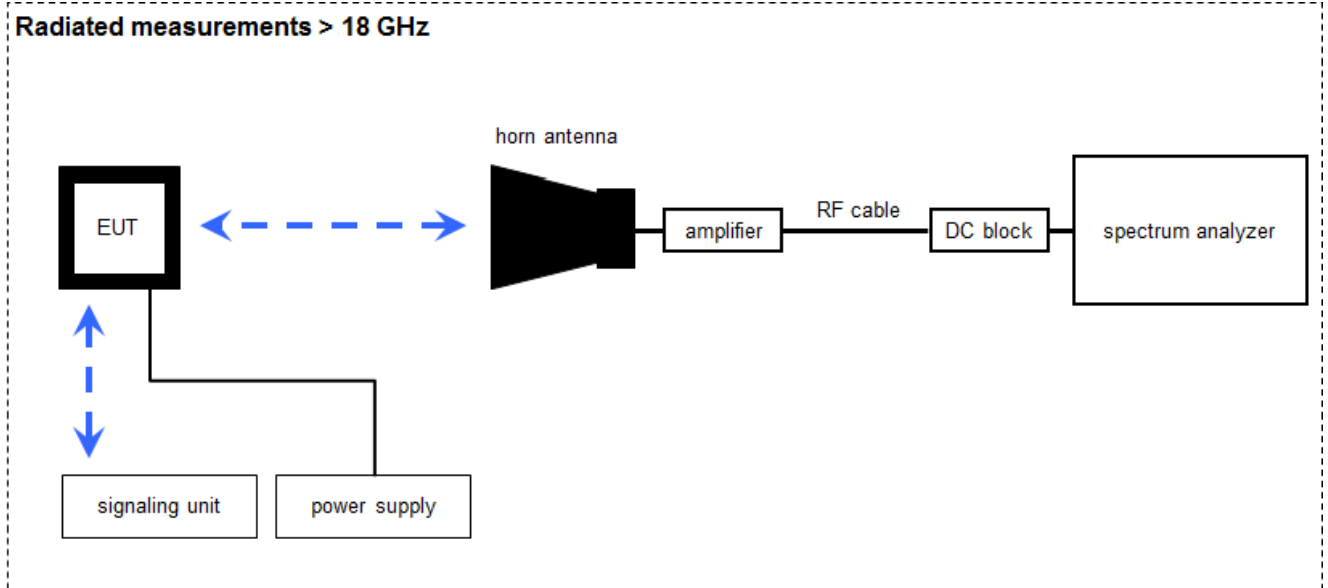 Radiated measurements > 18 GHz
horn antenna
EUT
amplifier
RF cable
DC block
spectrum analyzer
signaling unit
power supply